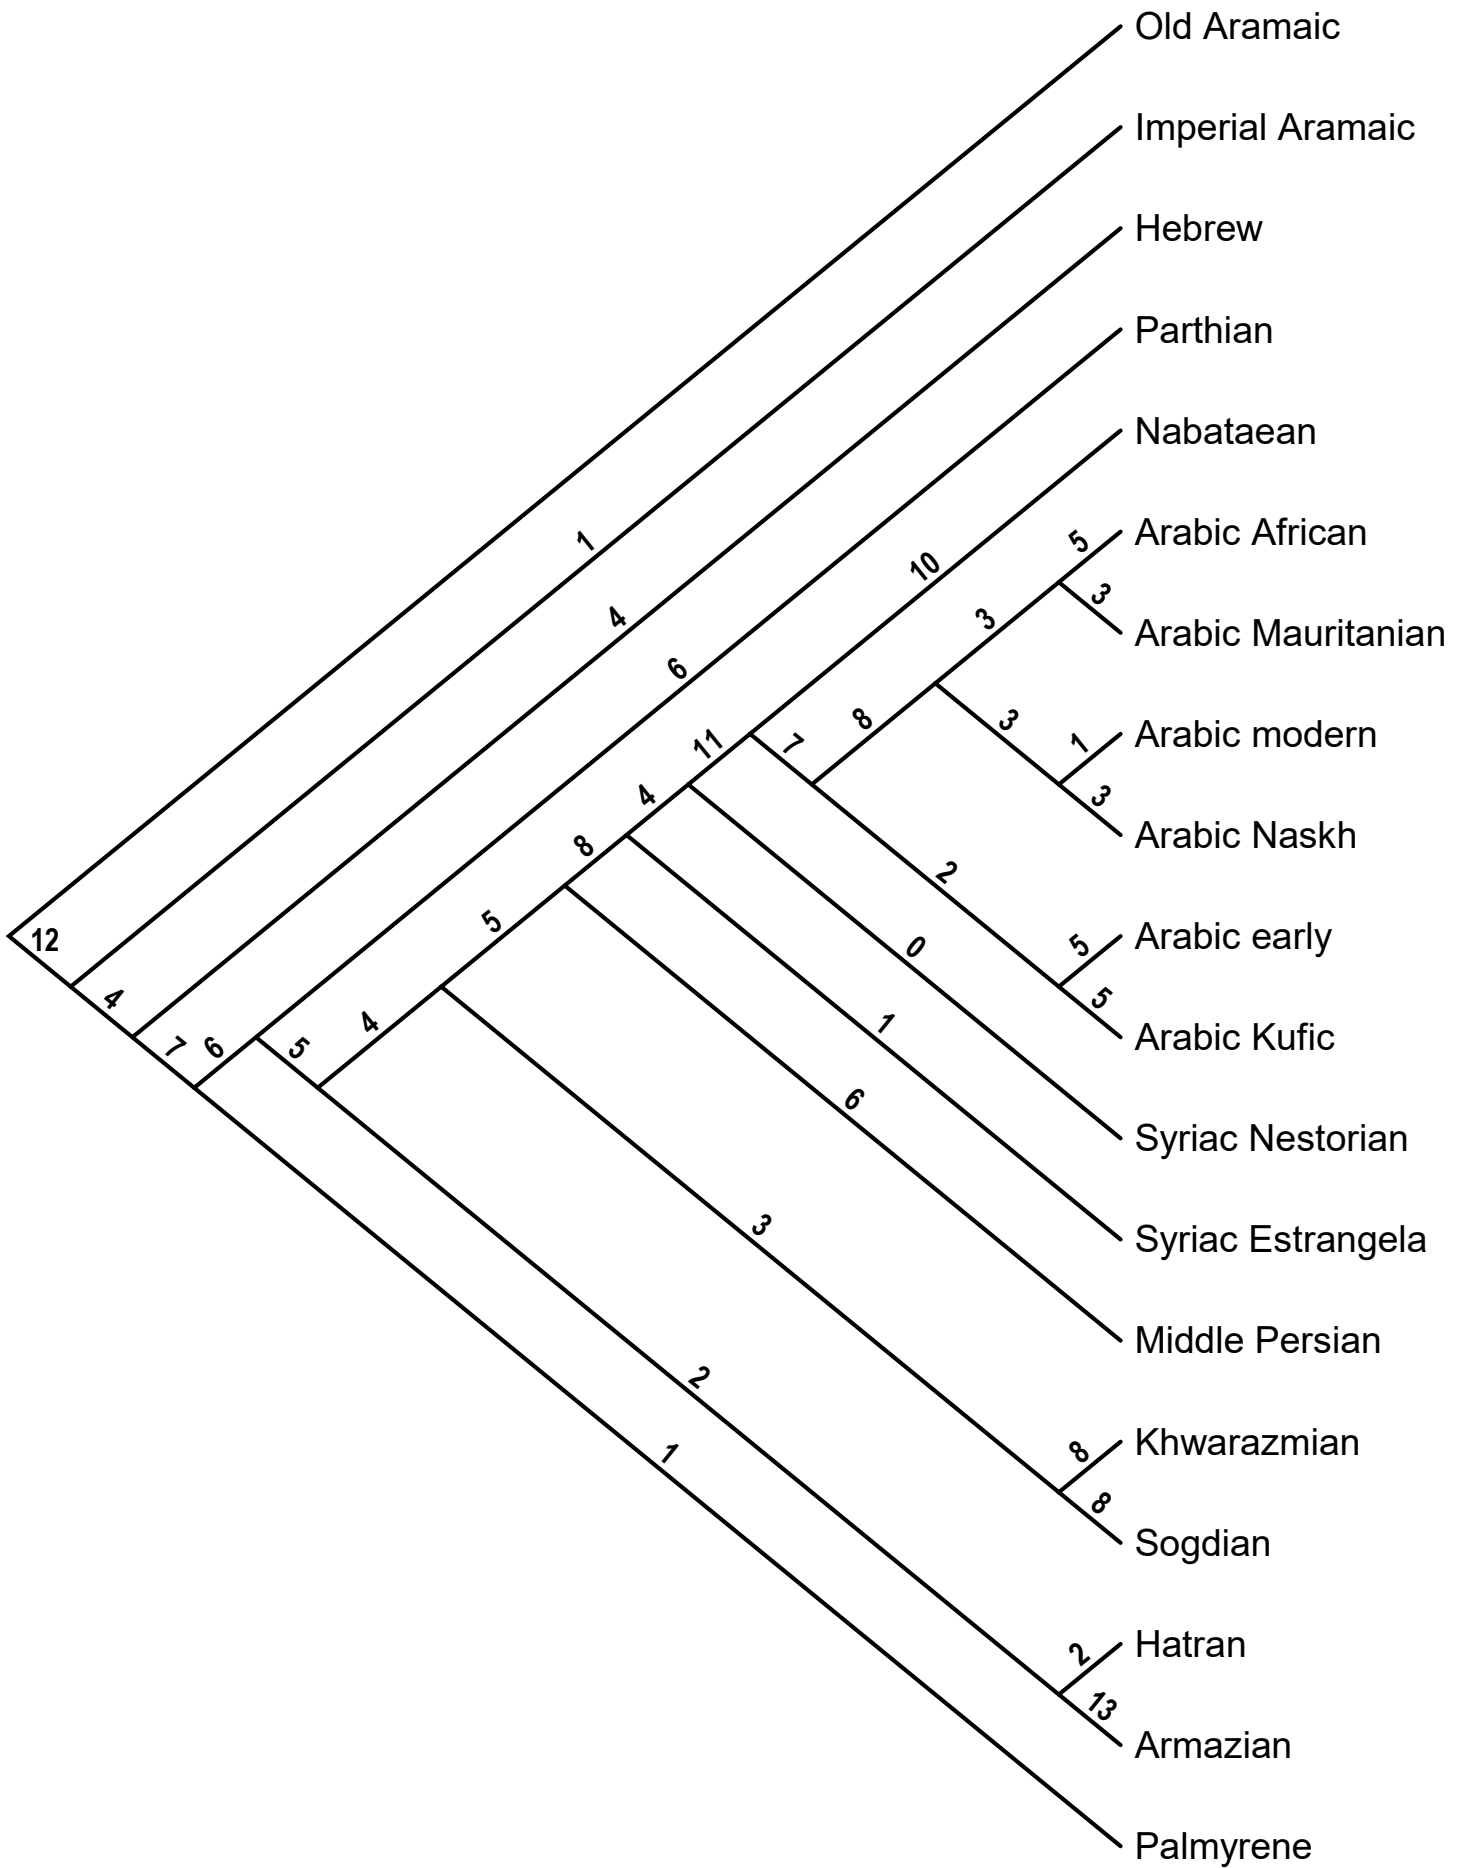 Old Aramaic
Imperial Aramaic
Hebrew
Parthian
Nabataean
Arabic African
Arabic Mauritanian
Arabic modern
Arabic Naskh
Arabic early
Arabic Kufic
Syriac Nestorian
Syriac Estrangela
Middle Persian
Khwarazmian
Sogdian
Hatran
Armazian
Palmyrene
1
4
6
10
5
3
3
8
3
1
3
7
11
4
8
2
5
5
0
1
6
5
4
12
4
7
6
5
3
8
8
2
2
13
1